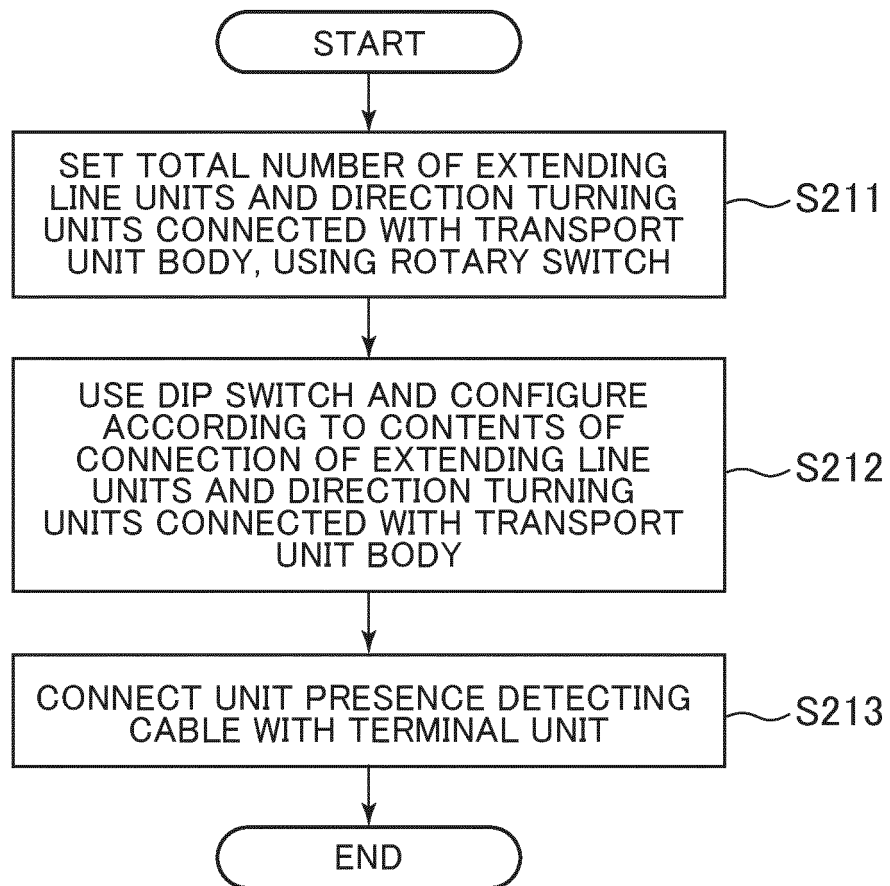 START
SET TOTAL NUMBER OF EXTENDING
LINE UNITS AND DIRECTION TURNING
UNITS CONNECTED WITH TRANSPORT
UNIT BODY, USING ROTARY SWITCH
S211
USE DIP SWITCH AND CONFIGURE
ACCORDING TO CONTENTS OF
CONNECTION OF EXTENDING LINE
UNITS AND DIRECTION TURNING
UNITS CONNECTED WITH TRANSPORT
UNIT BODY
S212
CONNECT UNIT PRESENCE DETECTING
CABLE WITH TERMINAL UNIT
S213
END